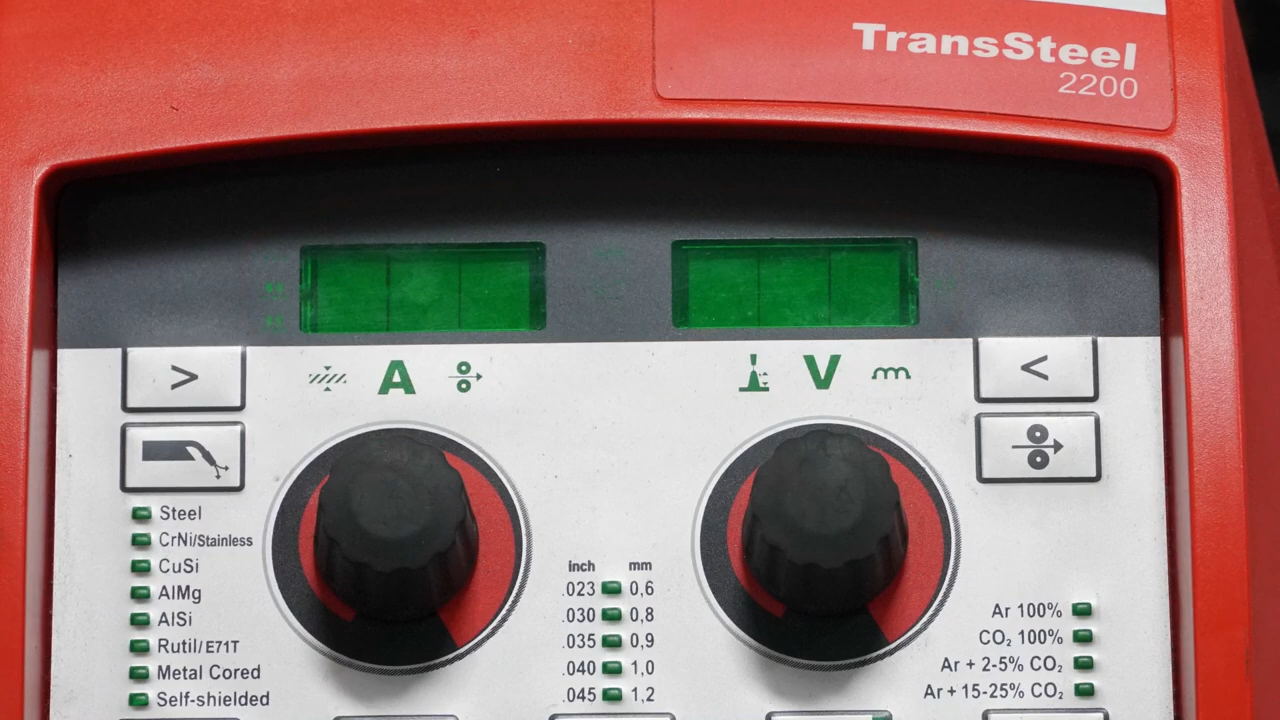 TransSteel
2200
>
A
V
<
Steel
CrNi/Stainless
CuSi
AlMg
AlSi
Rutil/E71T
Metal Cored
Self-shielded
inch mm
.023 0,6
.030 0,8
.035 0,9
.040 1,0
.045 1,2
Ar 100%
CO₂ 100%
Ar + 2-5% CO₂
Ar + 15-25% CO₂